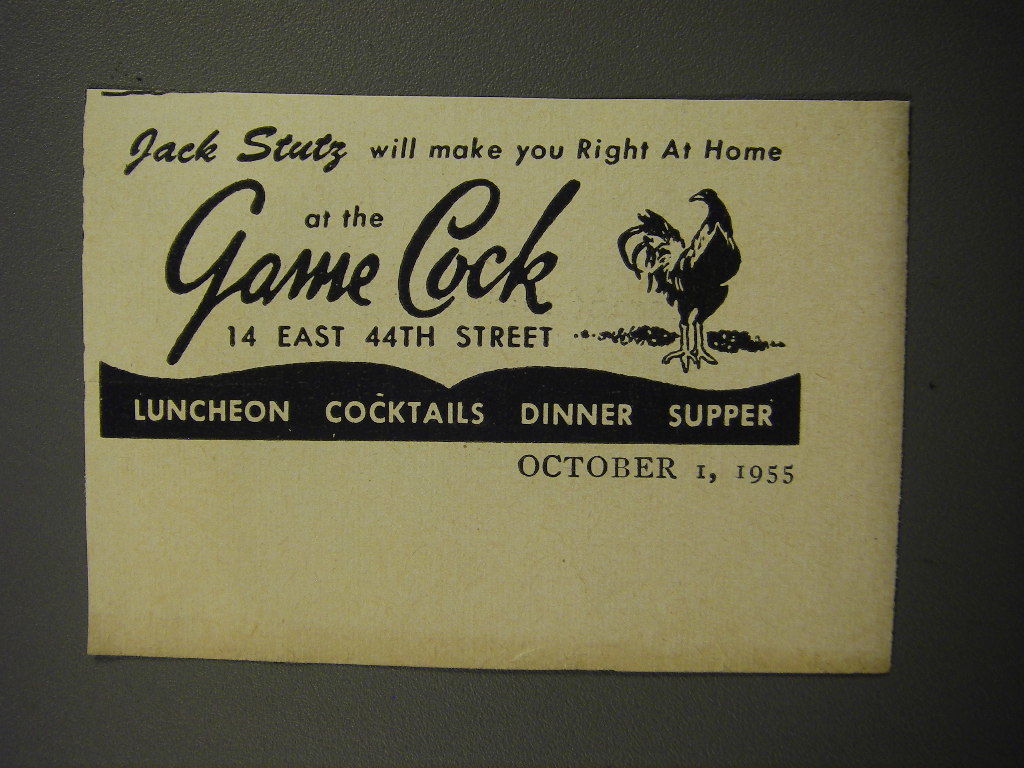 Jack Stutz will make you Right At Home
at the
Game Cock
14 EAST 44TH STREET
LUNCHEON COCKTAILS DINNER SUPPER
OCTOBER 1, 1955